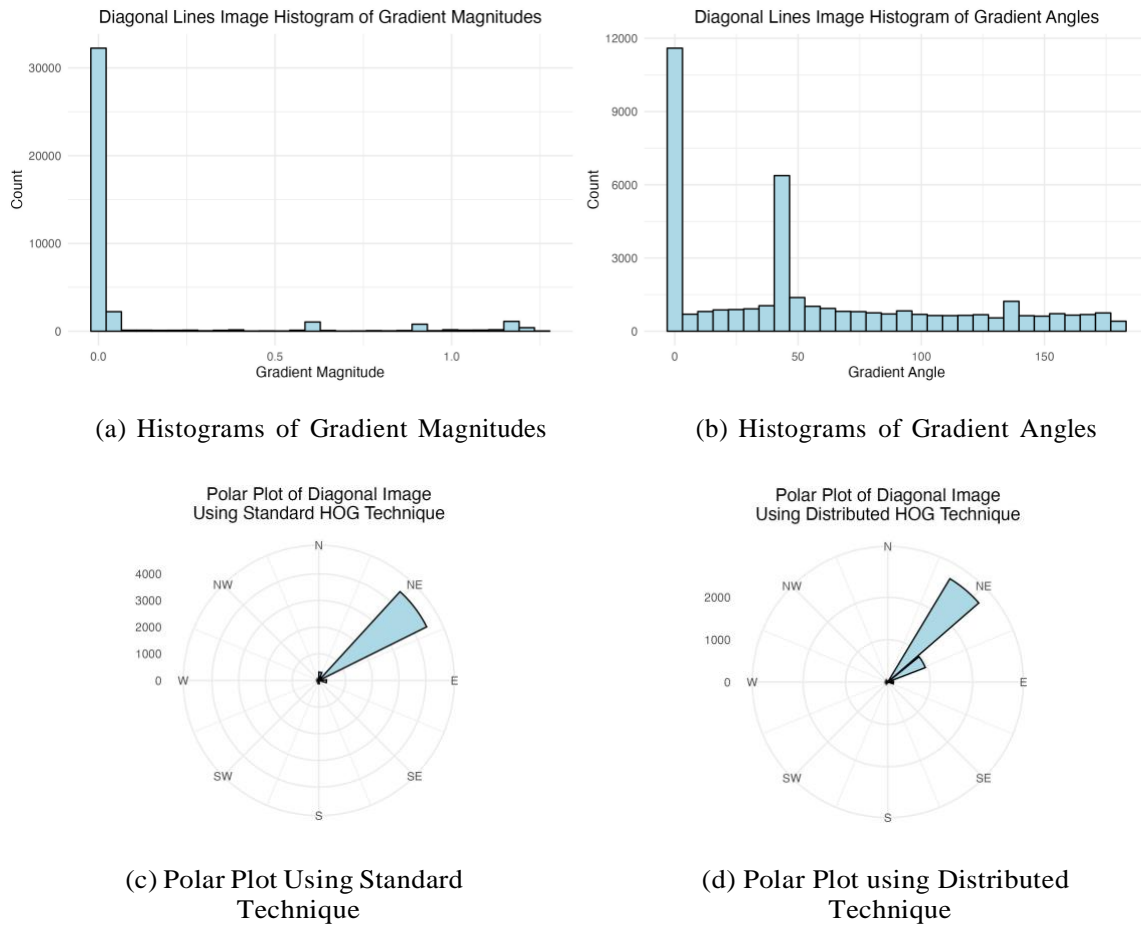 Diagonal Lines Image Histogram of Gradient Magnitudes
30000
20000
10000
0
Count
0.0 0.5 1.0
Gradient Magnitude
(a) Histograms of Gradient Magnitudes
Diagonal Lines Image Histogram of Gradient Angles
12000
9000
6000
3000
0
Count
0 50 100 150
Gradient Angle
(b) Histograms of Gradient Angles
Polar Plot of Diagonal Image
Using Standard HOG Technique
4000
3000
2000
1000
0
N
NE
E
SE
S
SW
W
NW
(c) Polar Plot Using Standard
Technique
Polar Plot of Diagonal Image
Using Distributed HOG Technique
2000
1000
0
N
NE
E
SE
S
SW
W
NW
(d) Polar Plot using Distributed
Technique